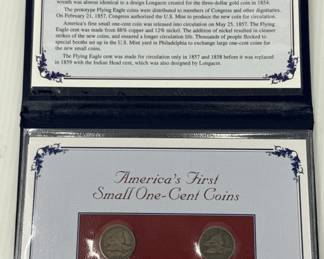 wreath was almost identical to a design Longacre created for the three-dollar gold coin in 1854.
The prototype Flying Eagle coins were distributed to members of Congress and other dignitaries.
On February 21, 1857, Congress authorized the U.S. Mint to produce the new coin for circulation.
America's first small one-cent coin was released into circulation on May 25, 1857. The Flying
Eagle cent was made from 88% copper and 12% nickel. The addition of nickel resulted in cleaner
strikes of the new coins, and ensured a longer circulation life. Thousands of people flocked to
special booths set up in the U.S. Mint yard in Philadelphia to exchange large one-cent coins for
the new small coins.
The Flying Eagle cent was made for circulation only in 1857 and 1858 before it was replaced
in 1859 with the Indian Head cent, which was also designed by Longacre.
America's First
Small One-Cent Coins